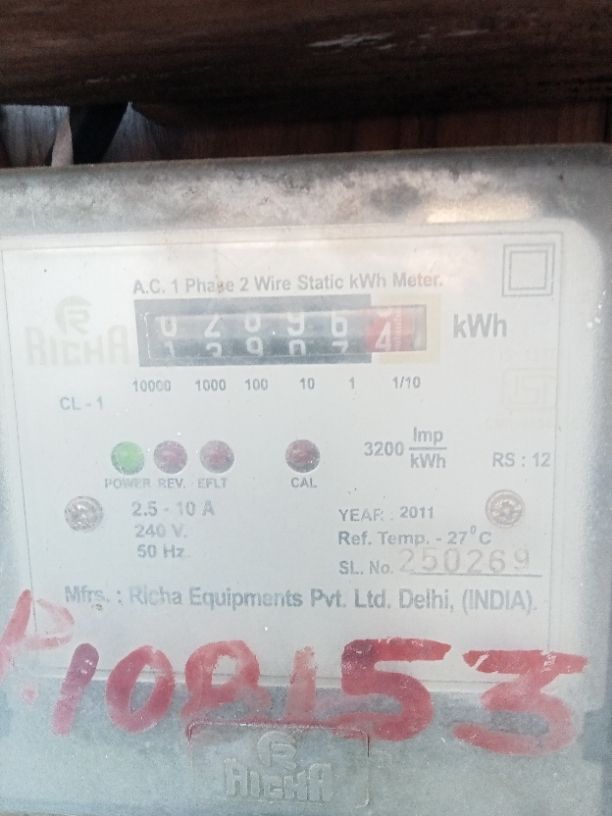 A.C. 1 Phase 2 Wire Static kWh Meter.
RICHA
kWh
10000 1000 100 10 1 1/10
CL - 1
3200 Imp/kWh
RS : 12
POWER REV. EFLT CAL
2.5 - 10 A
240 V.
50 Hz
YEAR : 2011
Ref. Temp. - 27°C
SL. No. 250269
Mfrs. : Richa Equipments Pvt. Ltd. Delhi, (INDIA).
108153
RICHA